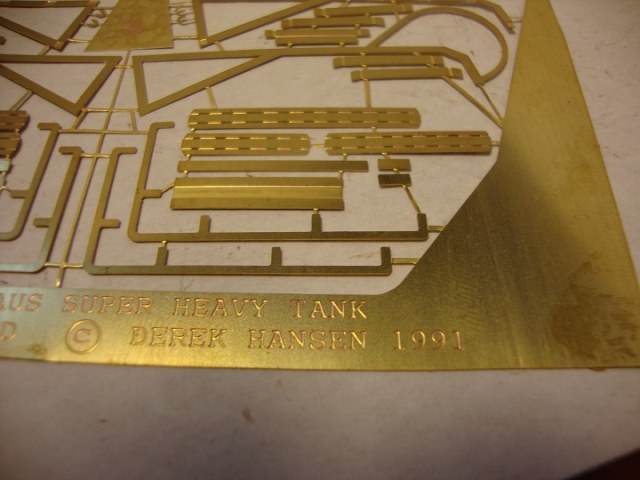 AUS SUPER HEAVY TANK
D © DEREK HANSEN 1991